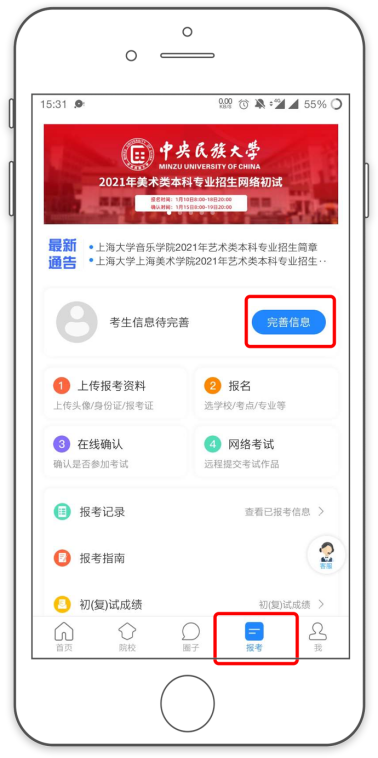 15:31
0.00 KB/S
4G
55%
中央民族大學
MINZU UNIVERSITY OF CHINA
2021年美术类本科专业招生网络初试
报名时间：1月10日8:00-18日20:00
确认时间：1月15日8:00-19日20:00
最新通告
•上海大学音乐学院2021年艺术类本科专业招生简章
•上海大学上海美术学院2021年艺术类本科专业招生··
考生信息待完善
完善信息
1 上传报考资料
上传头像/身份证/报考证
2 报名
选学校/考点/专业等
3 在线确认
确认是否参加考试
4 网络考试
远程提交考试作品
报考记录
查看已报考信息 >
报考指南
客服
初(复)试成绩
初(复)试成绩 >
首页
院校
圈子
报考
我